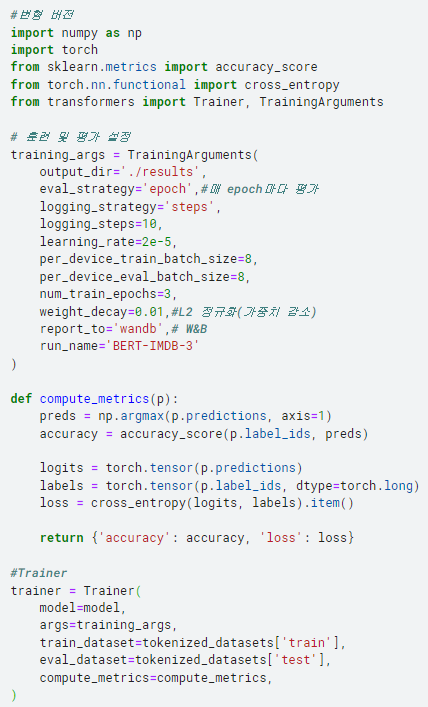 #변형 버전
import numpy as np
import torch
from sklearn.metrics import accuracy_score
from torch.nn.functional import cross_entropy
from transformers import Trainer, TrainingArguments
# 훈련 및 평가 설정
training_args = TrainingArguments(
output_dir='./results',
eval_strategy='epoch',#매 epoch마다 평가
logging_strategy='steps',
logging_steps=10,
learning_rate=2e-5,
per_device_train_batch_size=8,
per_device_eval_batch_size=8,
num_train_epochs=3,
weight_decay=0.01,#L2 정규화(가중치 감소)
report_to='wandb',# W&B
run_name='BERT-IMDB-3'
)
def compute_metrics(p):
preds = np.argmax(p.predictions, axis=1)
accuracy = accuracy_score(p.label_ids, preds)
logits = torch.tensor(p.predictions)
labels = torch.tensor(p.label_ids, dtype=torch.long)
loss = cross_entropy(logits, labels).item()
return {'accuracy': accuracy, 'loss': loss}
#Trainer
trainer = Trainer(
model=model,
args=training_args,
train_dataset=tokenized_datasets['train'],
eval_dataset=tokenized_datasets['test'],
compute_metrics=compute_metrics,
)